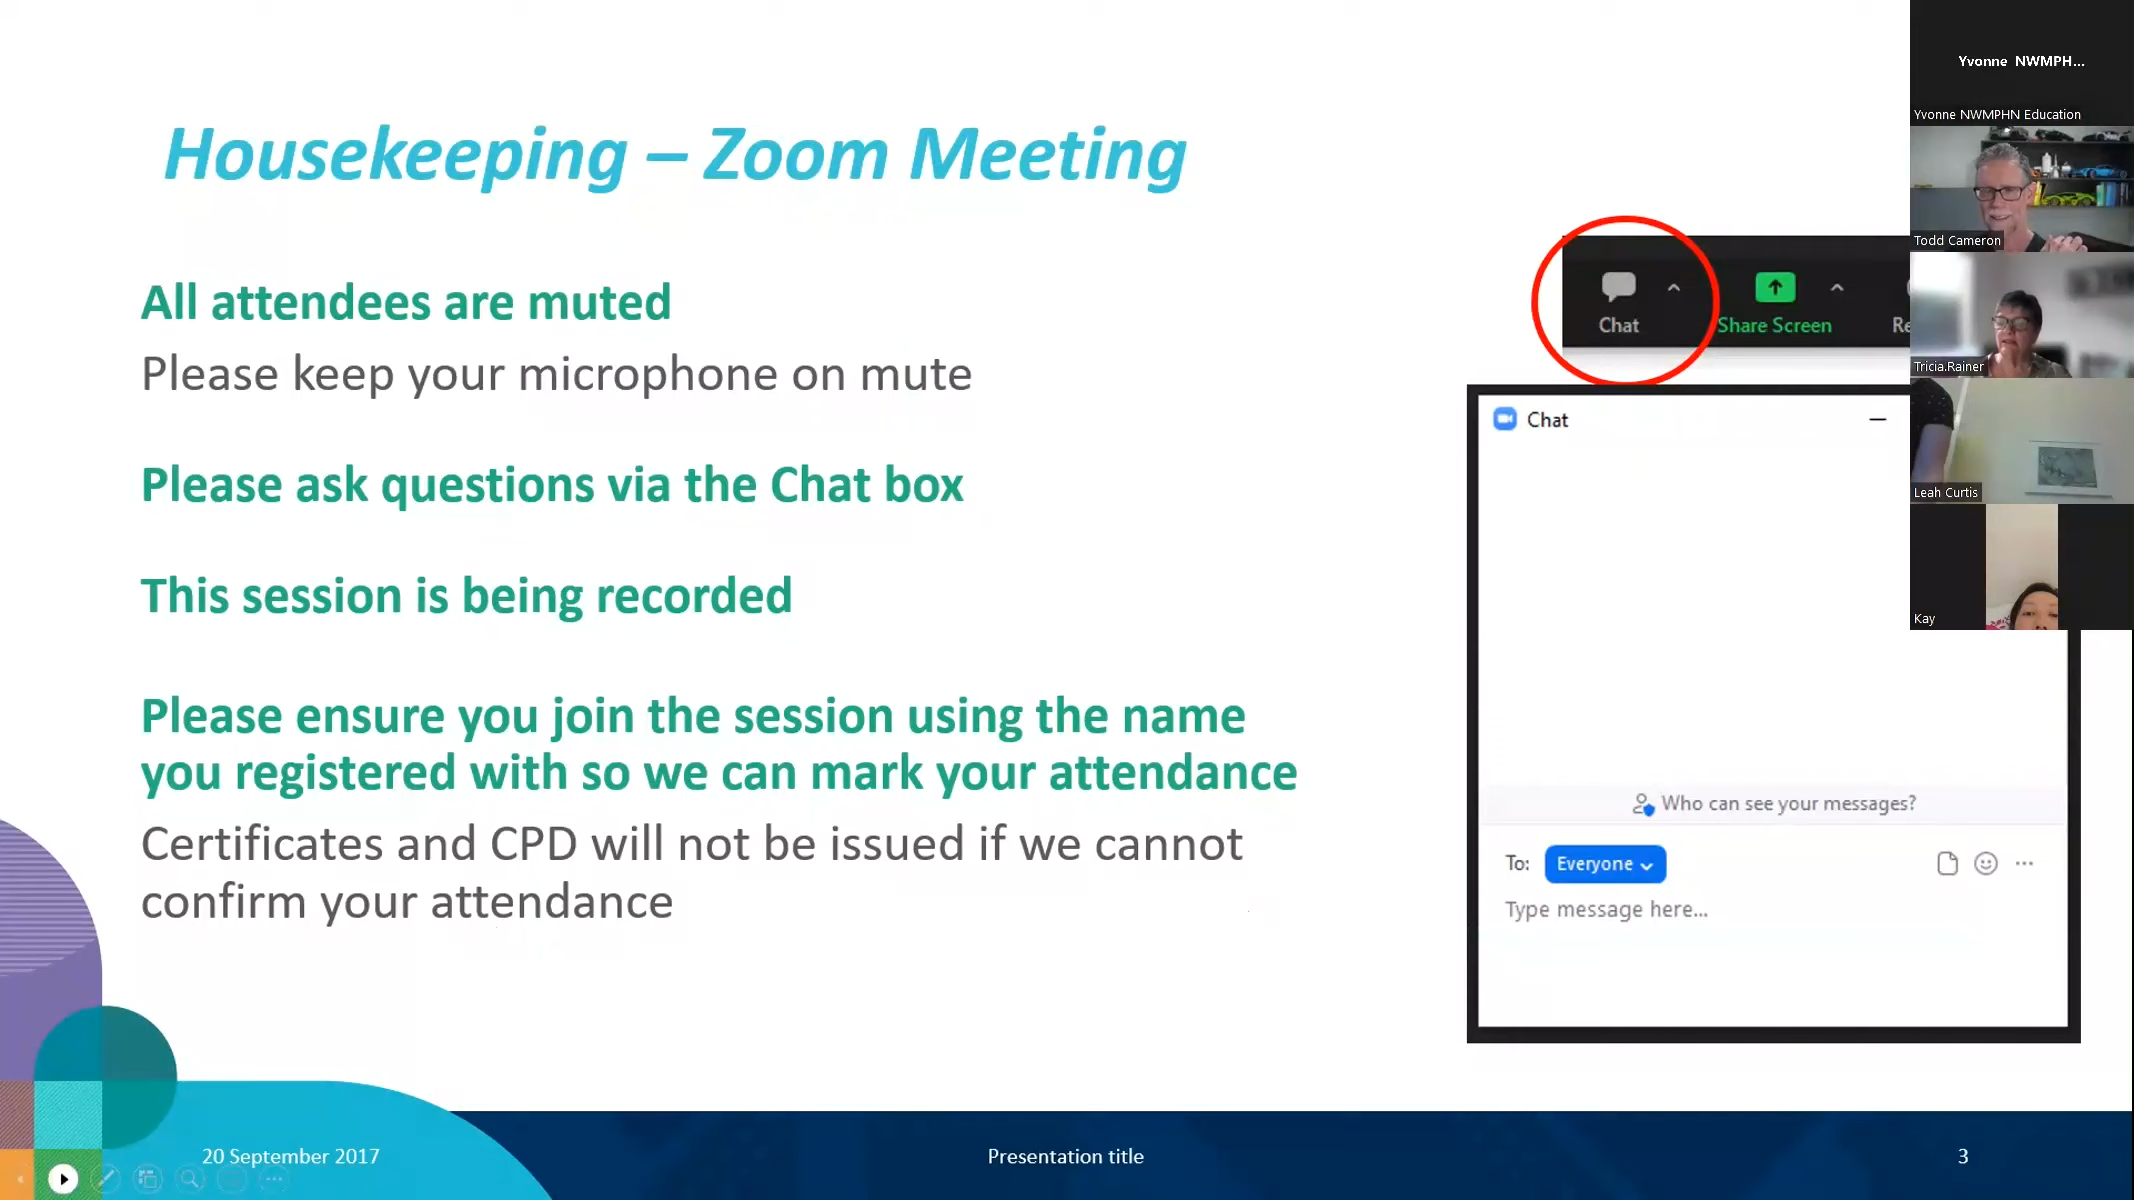 Housekeeping – Zoom Meeting
All attendees are muted
Please keep your microphone on mute
Please ask questions via the Chat box
This session is being recorded
Please ensure you join the session using the name
you registered with so we can mark your attendance
Certificates and CPD will not be issued if we cannot
confirm your attendance
Chat
Share Screen
Re
Chat
Who can see your messages?
To: Everyone
Type message here...
Yvonne NWMPH...
Yvonne NWMPHN Education
Todd Cameron
Tricia.Rainer
Leah Curtis
Kay
20 September 2017
Presentation title
3